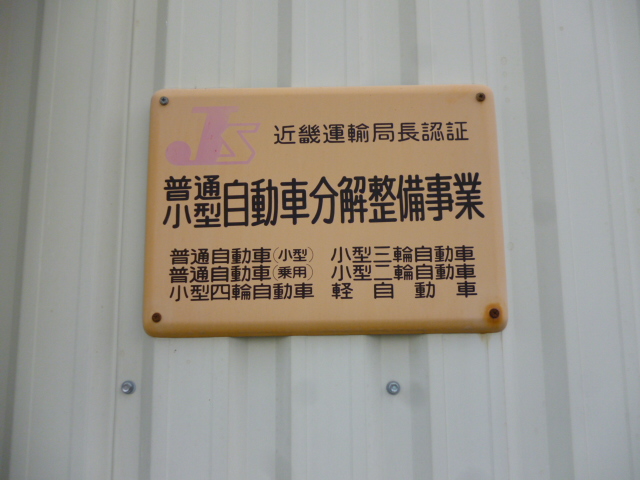 JS 近畿運輸局長認証
普通小型自動車分解整備事業
普通自動車(小型) 小型三輪自動車
普通自動車(乗用) 小型二輪自動車
小型四輪自動車 軽自動車